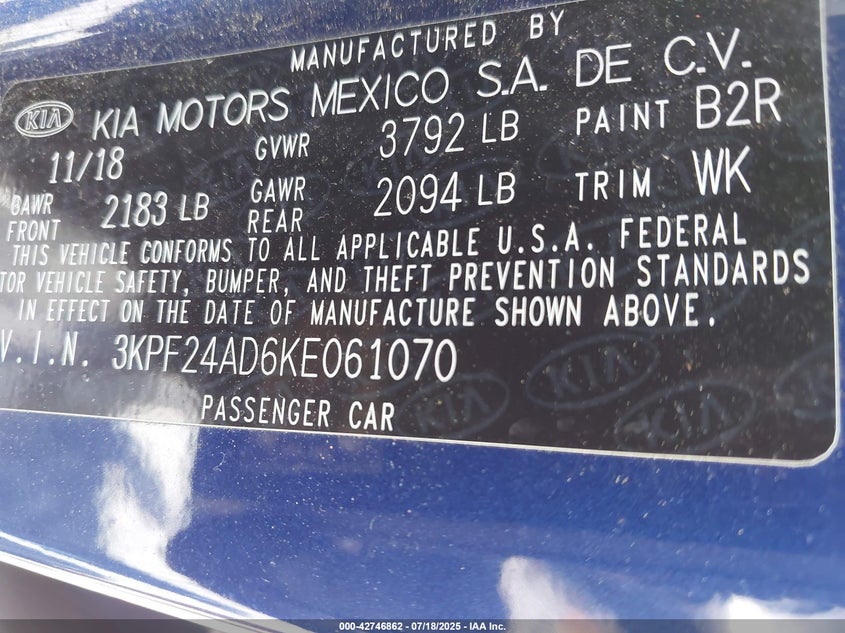 MANUFACTURED BY
KIA KIA MOTORS MEXICO S.A. DE C.V.
11/18 GVWR 3792 LB PAINT B2R
GAWR FRONT 2183 LB GAWR REAR 2094 LB TRIM WK
THIS VEHICLE CONFORMS TO ALL APPLICABLE U.S.A. FEDERAL
TOR VEHICLE SAFETY, BUMPER, AND THEFT PREVENTION STANDARDS
IN EFFECT ON THE DATE OF MANUFACTURE SHOWN ABOVE.
V.I.N. 3KPF24AD6KE061070
PASSENGER CAR
000-42746862 - 07/18/2025 - IAA Inc.